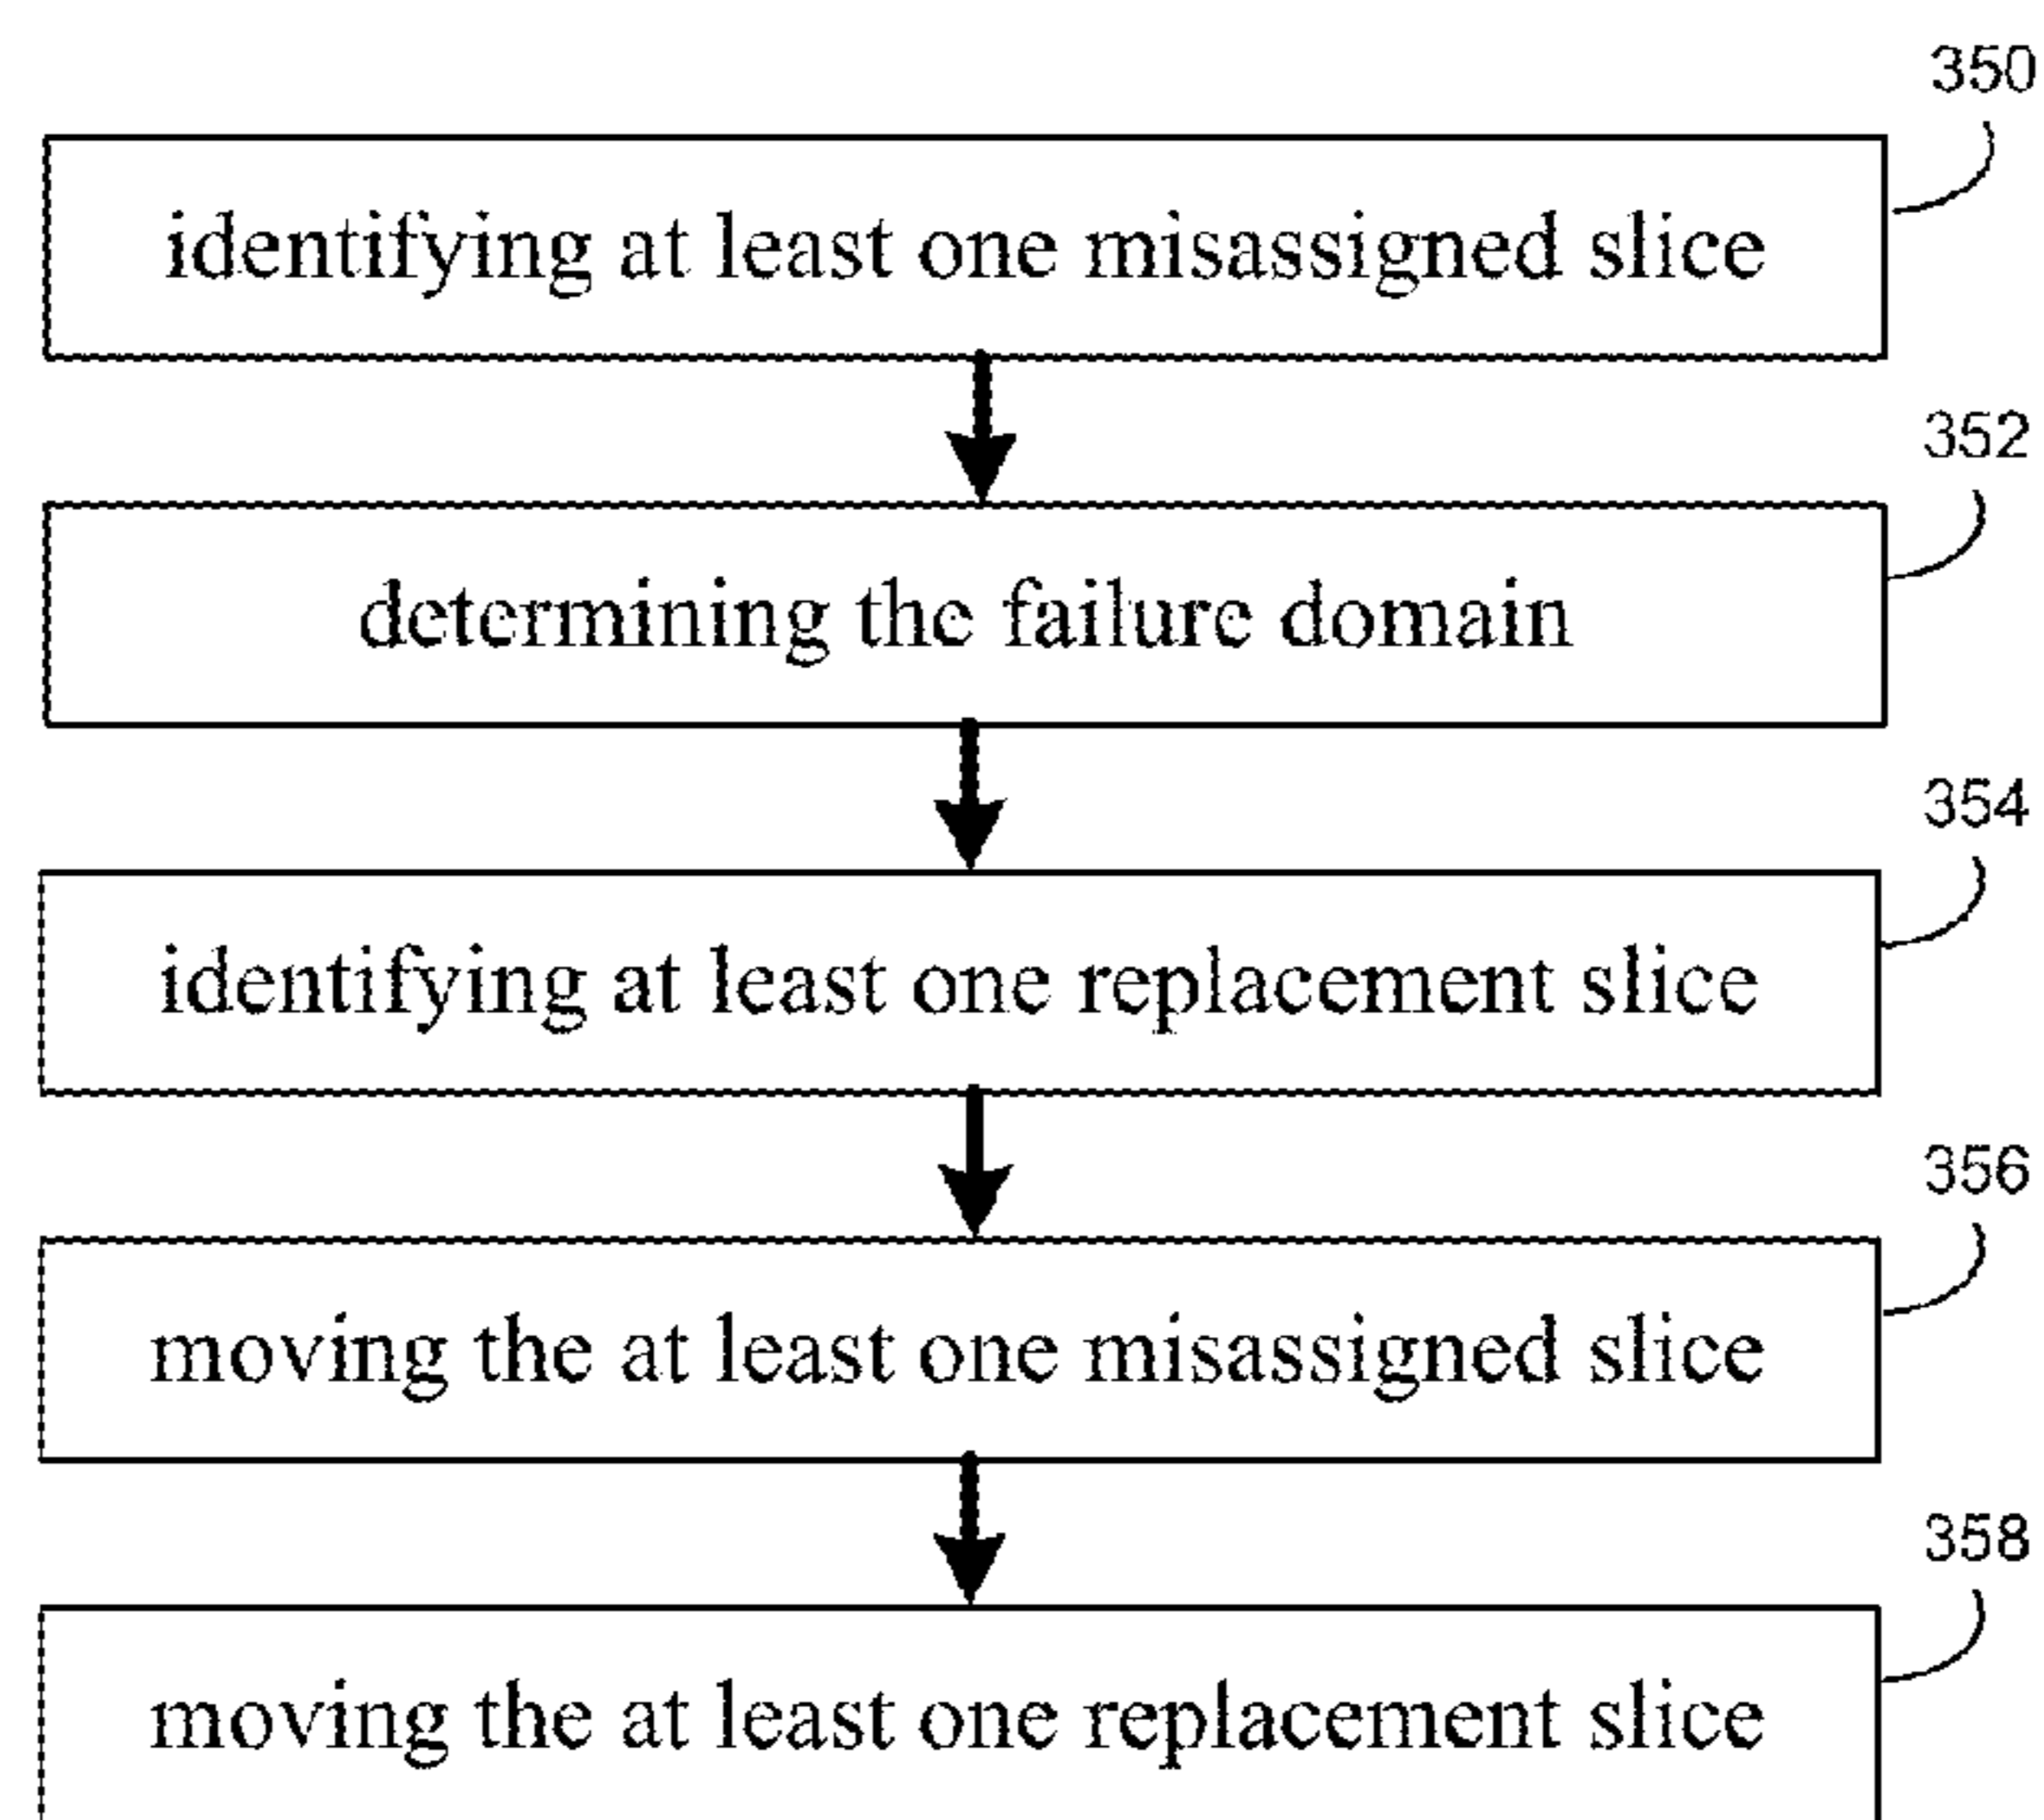 350
identifying at least one misassigned slice
352
determining the failure domain
354
identifying at least one replacement slice
356
moving the at least one misassigned slice
358
moving the at least one replacement slice